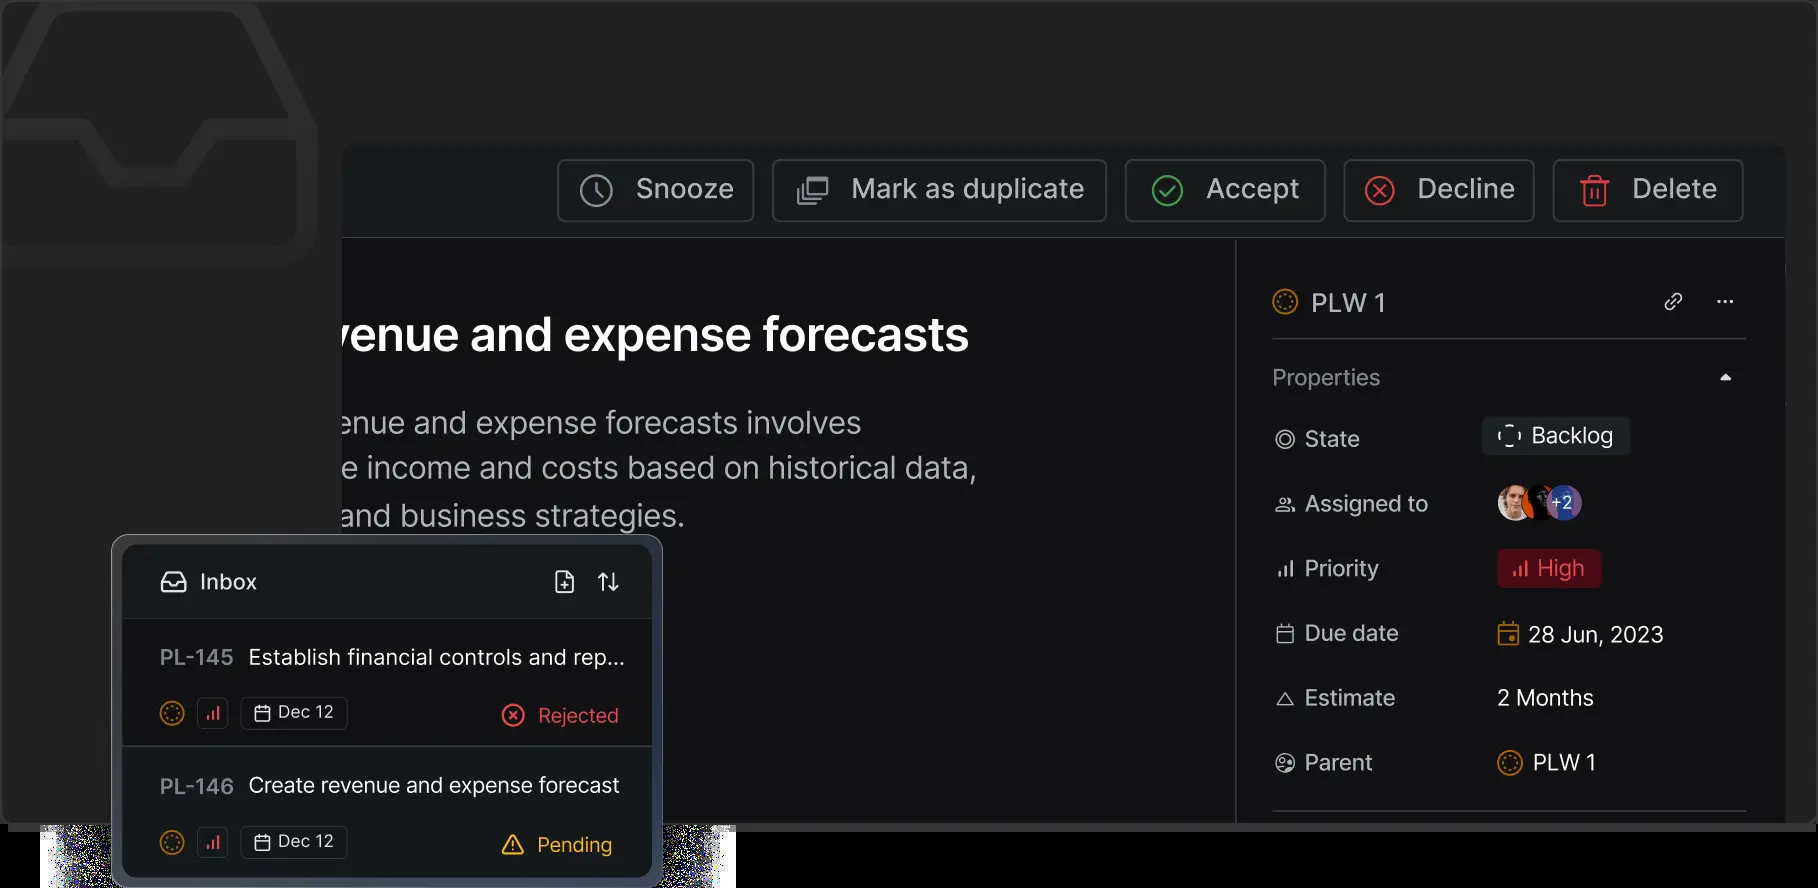 Snooze
Mark as duplicate
Accept
Decline
Delete
venue and expense forecasts
enue and expense forecasts involves
e income and costs based on historical data,
and business strategies.
PLW 1
Properties
State Backlog
Assigned to +2
Priority High
Due date 28 Jun, 2023
Estimate 2 Months
Parent PLW 1
Inbox
PL-145 Establish financial controls and rep...
Dec 12 Rejected
PL-146 Create revenue and expense forecast
Dec 12 Pending